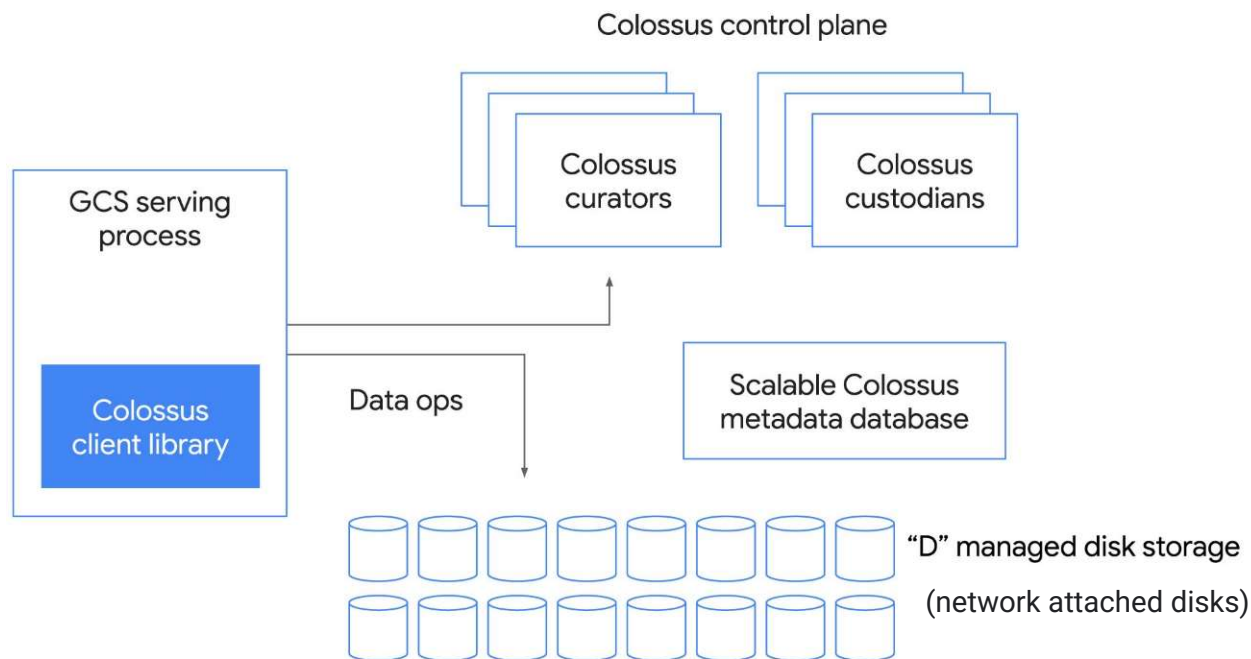 Colossus control plane
Colossus
curators
Colossus
custodians
GCS serving
process
Colossus
client library
Data ops
Scalable Colossus
metadata database
“D” managed disk storage
(network attached disks)